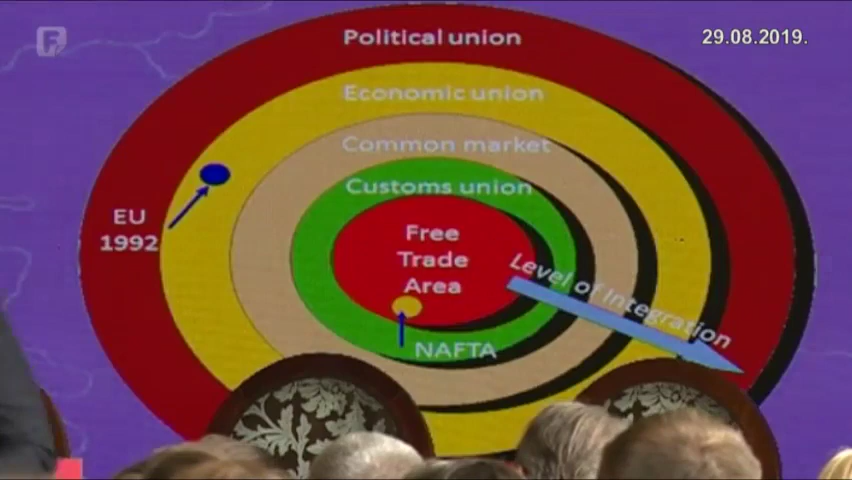 F
29.08.2019.
Political union
Economic union
Common market
Customs union
EU
1992
Free
Trade
Area
Level of Integration
NAFTA